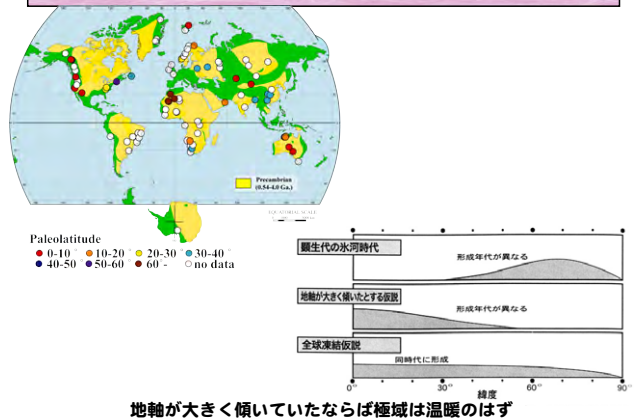 Precambrian
(0.54-4.0 Ga.)
Paleolatitude
0-10° 10-20° 20-30° 30-40°
40-50° 50-60° 60°- no data
顕生代の氷河時代
形成年代が異なる
地軸が大きく傾いたとする仮説
形成年代が異なる
全球凍結仮説
同時代に形成
0° 30° 60° 90°
緯度
地軸が大きく傾いていたならば極域は温暖のはず